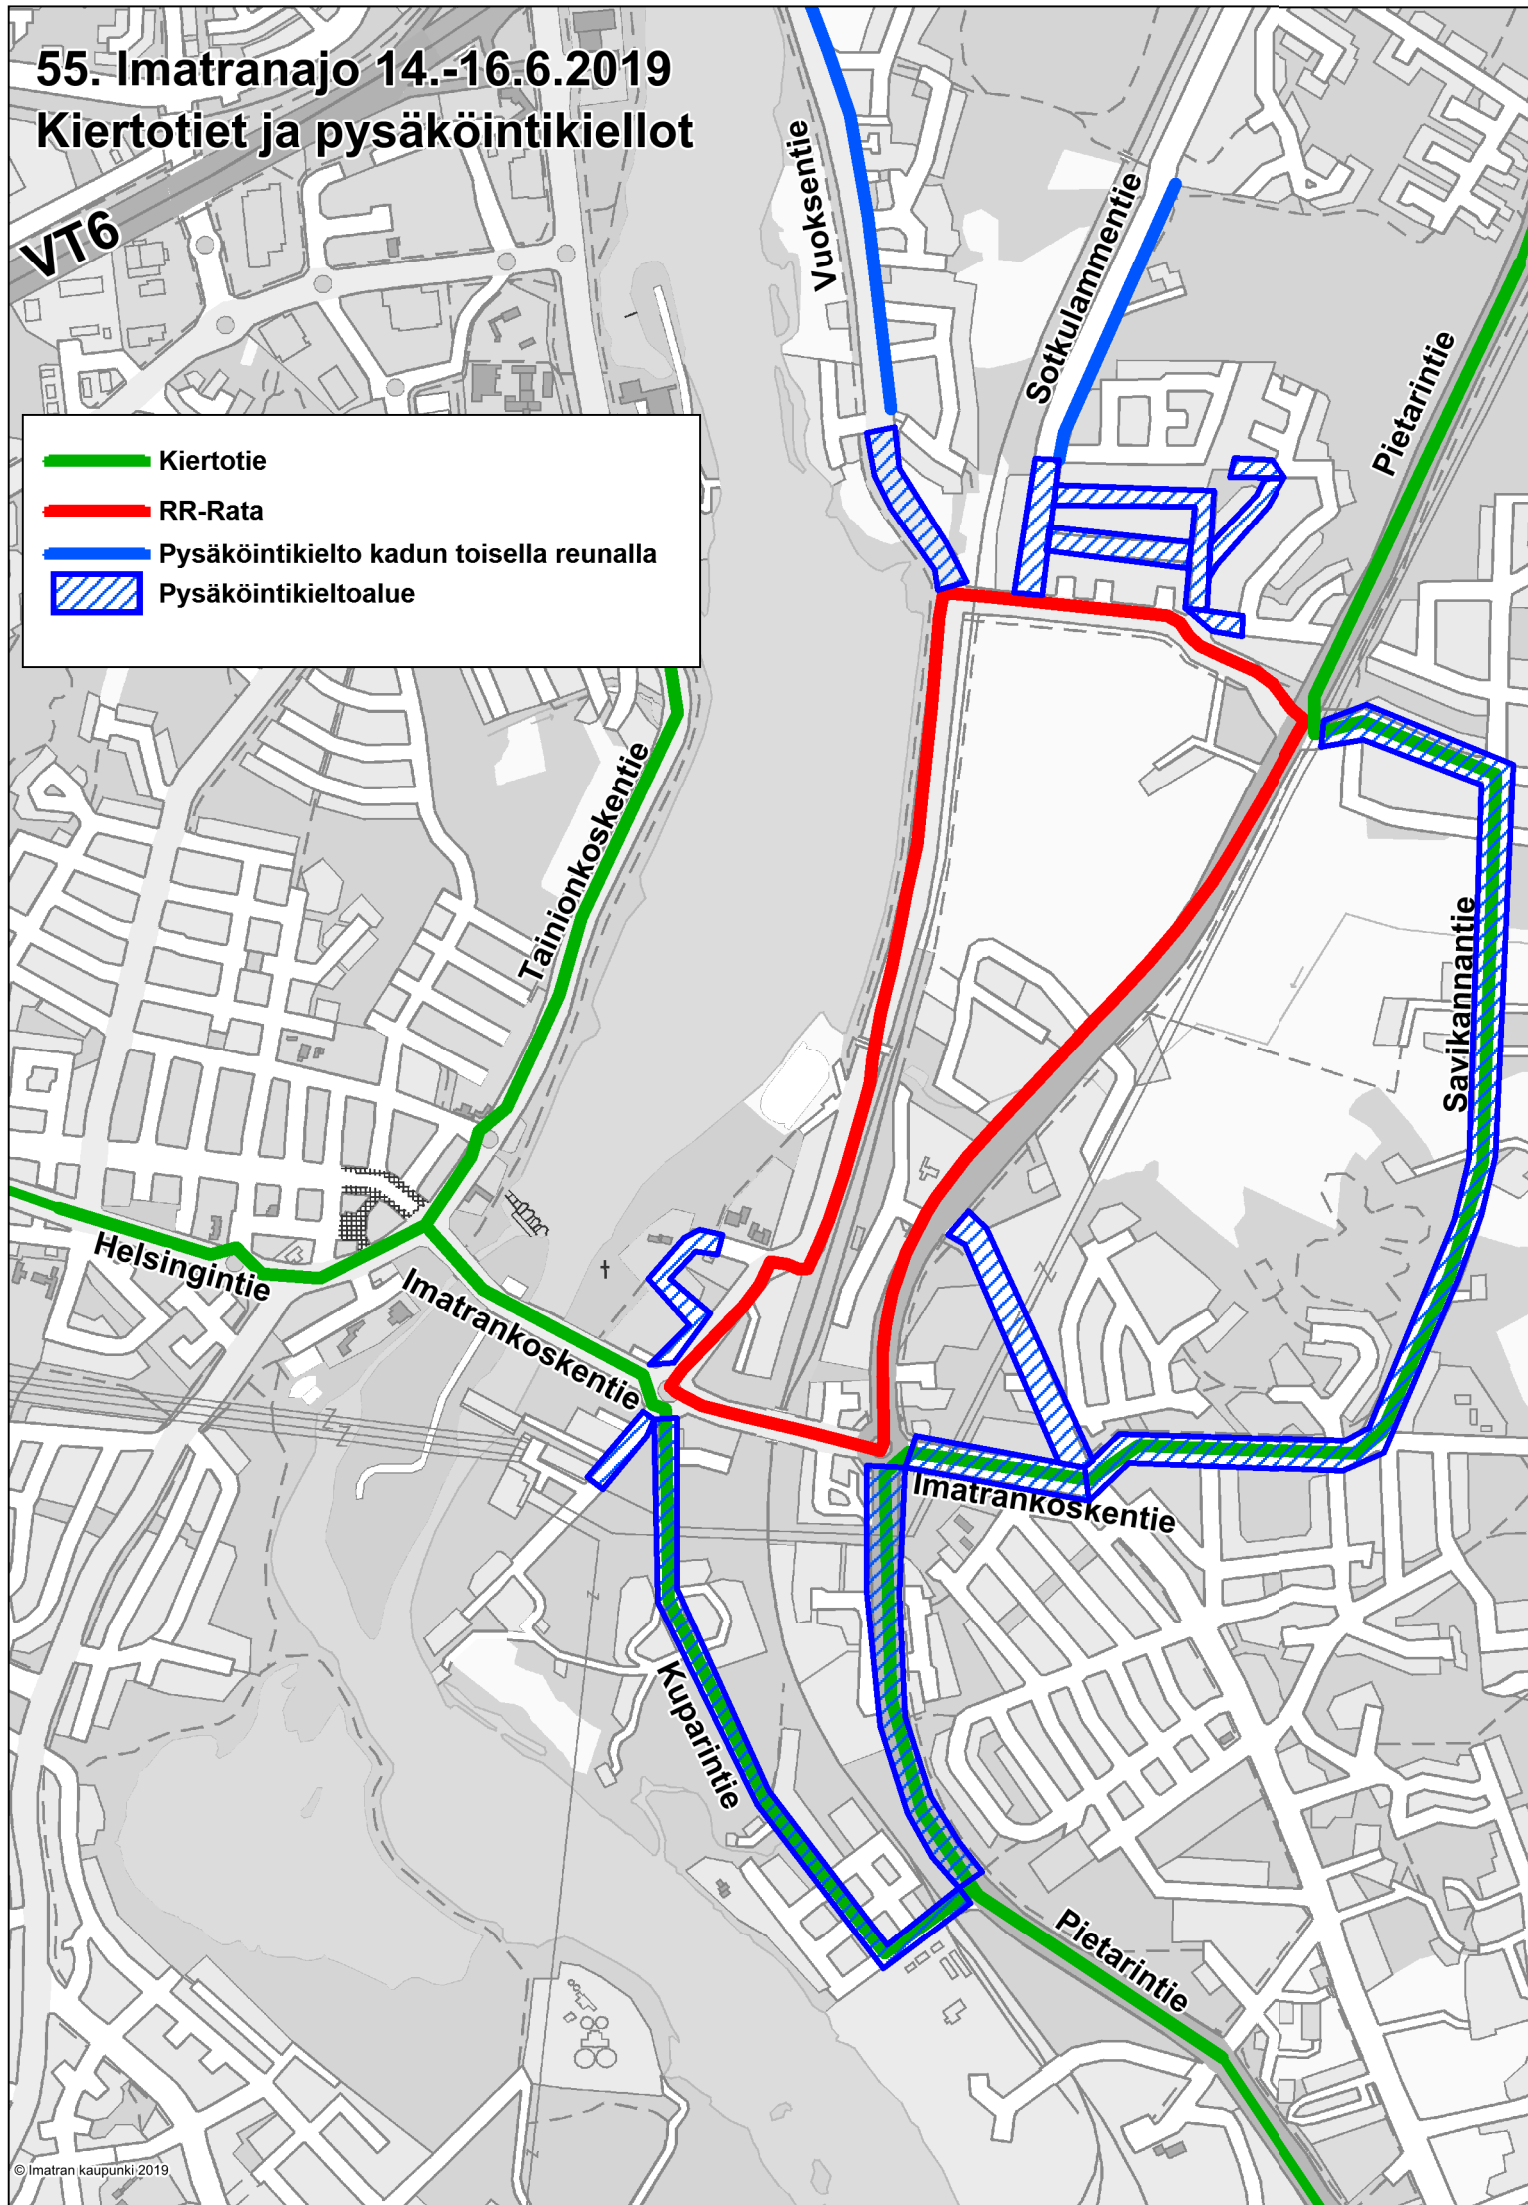 55. Imatranajo 14.-16.6.2019
Kiertotiet ja pysäköintikiellot
VT6
Vuoksentie
Sotkulammentie
Pietarintie
Kiertotie
RR-Rata
Pysäköintikielto kadun toisella reunalla
Pysäköintikieltoalue
Tainionkoskentie
Savikannantie
Helsingintie
Imatrankoskentie
Imatrankoskentie
Kuparintie
Pietarintie
© Imatran kaupunki 2019